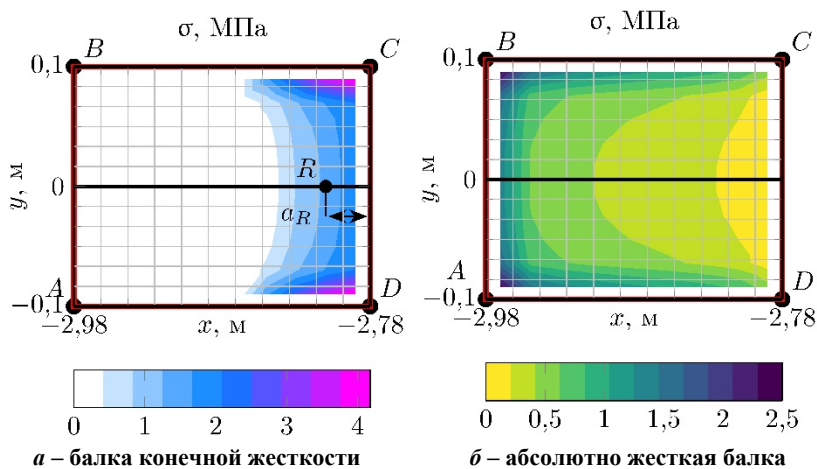 σ, МПа
B
C
0,1
y, м
0
R
a_R
A
D
−0,1
−2,98
x, м
−2,78
0
1
2
3
4
а – балка конечной жесткости
σ, МПа
B
C
0,1
y, м
0
A
D
−0,1
−2,98
x, м
−2,78
0
0,5
1
1,5
2
2,5
б – абсолютно жесткая балка